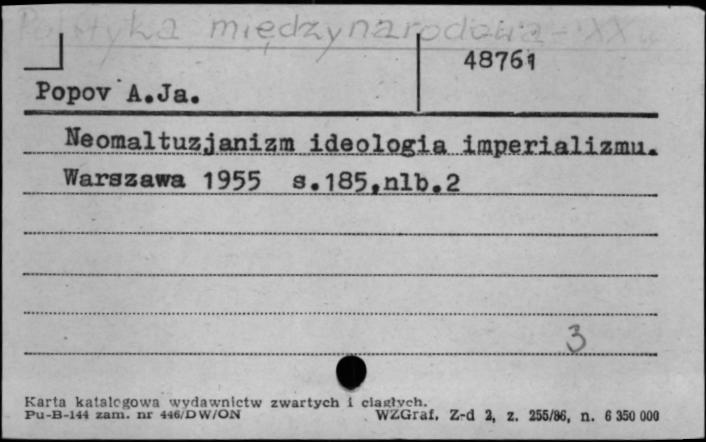 Polityka międzynarodowa - XX w
48761
Popov A.Ja.
Neomaltuzjanizm ideologia imperializmu.
Warszawa 1955 s.185,nlb.2
3
Karta katalogowa wydawnictw zwartych i ciągłych.
Pu-B-144 zam. nr 446/DW/ON WZGraf. Z-d 2, z. 255/86, n. 6 350 000